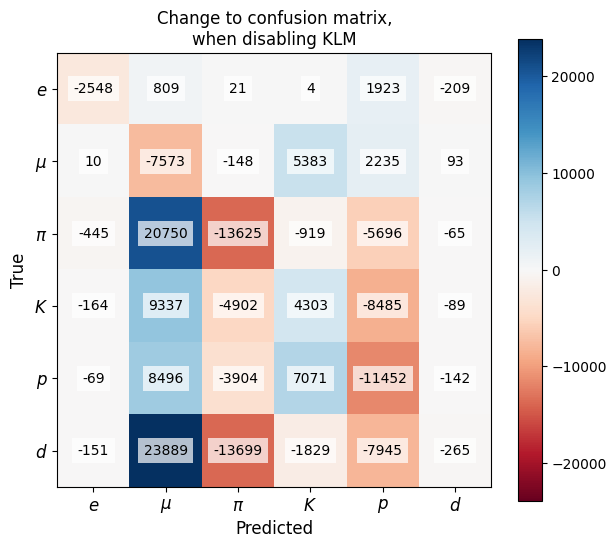 Change to confusion matrix,
when disabling KLM
e -2548 809 21 4 1923 -209
μ 10 -7573 -148 5383 2235 93
π -445 20750 -13625 -919 -5696 -65
K -164 9337 -4902 4303 -8485 -89
p -69 8496 -3904 7071 -11452 -142
d -151 23889 -13699 -1829 -7945 -265
e μ π K p d
Predicted
True
20000
10000
0
−10000
−20000